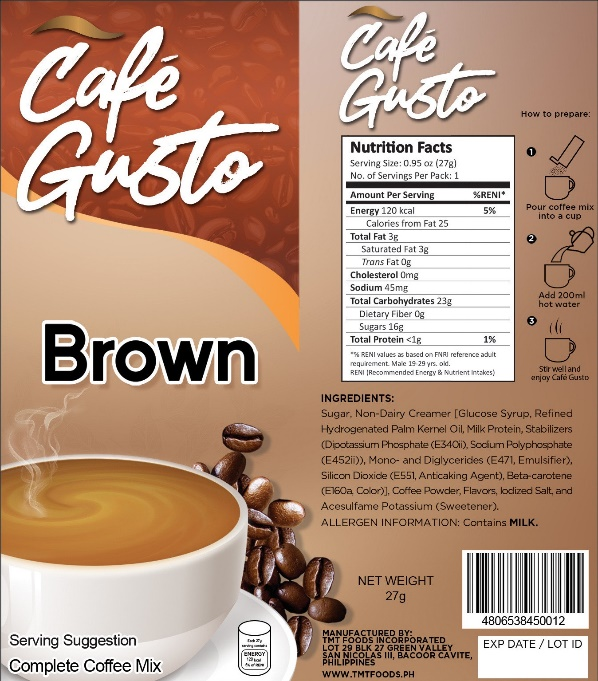 Café
Gusto
Brown
Serving Suggestion
Complete Coffee Mix
Each 27g
serving contains
ENERGY
120 kcal
5% of RENI
Café
Gusto
Nutrition Facts
Serving Size: 0.95 oz (27g)
No. of Servings Per Pack: 1
Amount Per Serving %RENI*
Energy 120 kcal 5%
Calories from Fat 25
Total Fat 3g
Saturated Fat 3g
Trans Fat 0g
Cholesterol 0mg
Sodium 45mg
Total Carbohydrates 23g
Dietary Fiber 0g
Sugars 16g
Total Protein <1g 1%
*% RENI values as based on FNRI reference adult
requirement. Male 19-29 yrs. old.
RENI (Recommended Energy & Nutrient Intakes)
How to prepare:
1
Pour coffee mix
into a cup
2
Add 200ml
hot water
3
Stir well and
enjoy Café Gusto
INGREDIENTS:
Sugar, Non-Dairy Creamer [Glucose Syrup, Refined
Hydrogenated Palm Kernel Oil, Milk Protein, Stabilizers
(Dipotassium Phosphate (E340ii), Sodium Polyphosphate
(E452ii)), Mono- and Diglycerides (E471, Emulsifier),
Silicon Dioxide (E551, Anticaking Agent), Beta-carotene
(E160a, Color)], Coffee Powder, Flavors, Iodized Salt, and
Acesulfame Potassium (Sweetener).
ALLERGEN INFORMATION: Contains MILK.
NET WEIGHT
27g
4806538450012
MANUFACTURED BY:
TMT FOODS INCORPORATED
LOT 29 BLK 27 GREEN VALLEY
SAN NICOLAS III, BACOOR CAVITE,
PHILIPPINES
WWW.TMTFOODS.PH
EXP DATE / LOT ID